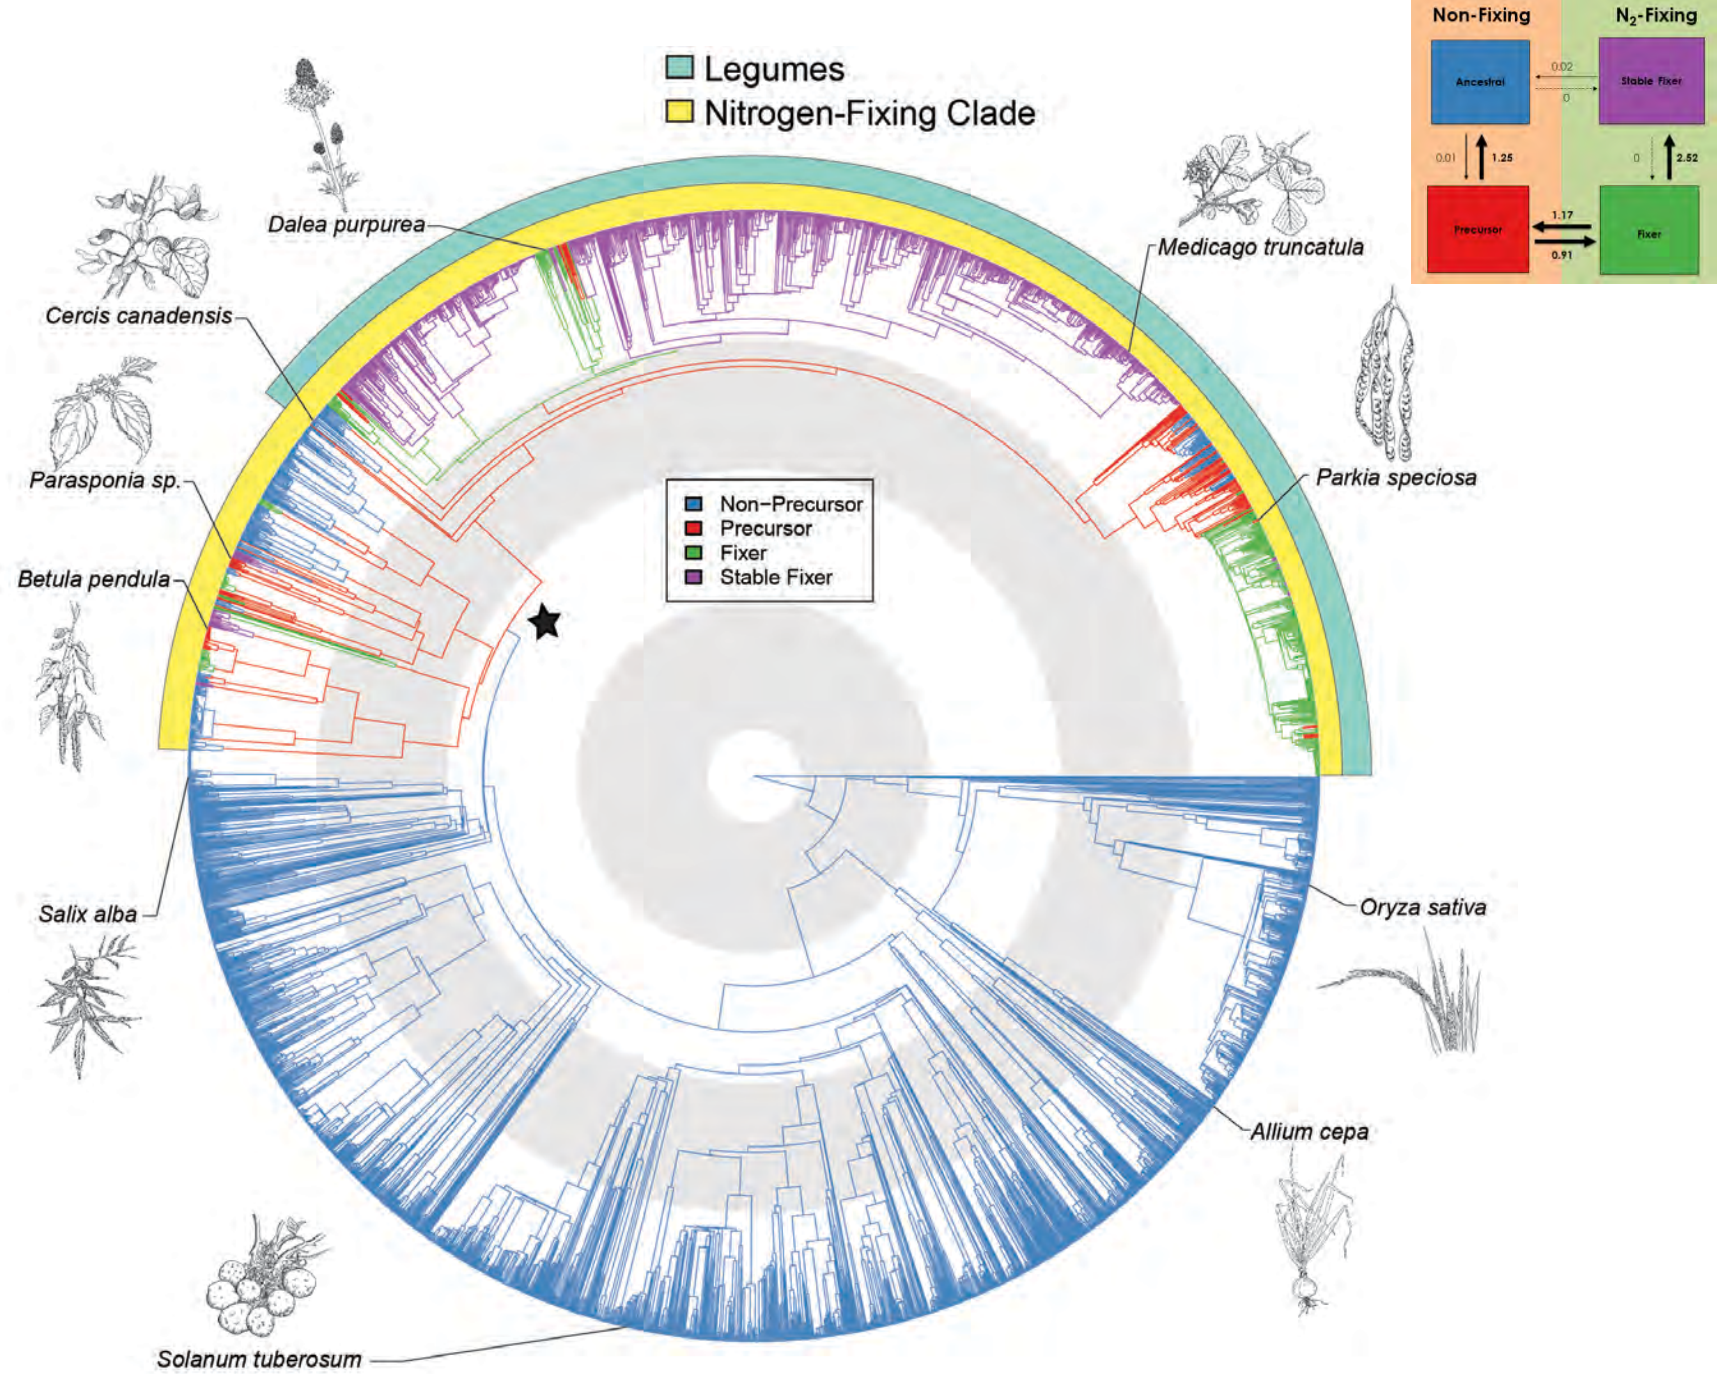 Legumes
Nitrogen-Fixing Clade
Non-Fixing
N₂-Fixing
Ancestral
0.02
0
Stable Fixer
0.01
1.25
0
2.52
Precursor
1.17
0.91
Fixer
Dalea purpurea
Medicago truncatula
Cercis canadensis
Parasponia sp.
Parkia speciosa
Non-Precursor
Precursor
Fixer
Stable Fixer
Betula pendula
Salix alba
Oryza sativa
Allium cepa
Solanum tuberosum